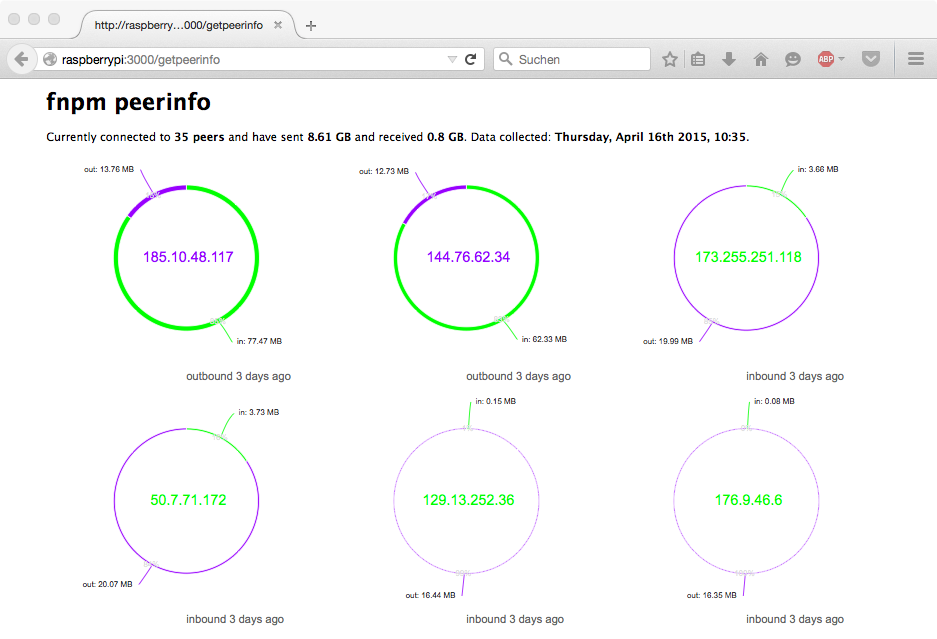 http://raspberry...000/getpeerinfo
raspberrypi:3000/getpeerinfo
Suchen
ABP
fnpm peerinfo
Currently connected to 35 peers and have sent 8.61 GB and received 0.8 GB. Data collected: Thursday, April 16th 2015, 10:35.
out: 13.76 MB
185.10.48.117
in: 77.47 MB
outbound 3 days ago
out: 12.73 MB
144.76.62.34
in: 62.33 MB
outbound 3 days ago
in: 3.66 MB
173.255.251.118
out: 19.99 MB
inbound 3 days ago
in: 3.73 MB
50.7.71.172
out: 20.07 MB
inbound 3 days ago
in: 0.15 MB
129.13.252.36
out: 16.44 MB
inbound 3 days ago
in: 0.08 MB
176.9.46.6
out: 16.35 MB
inbound 3 days ago